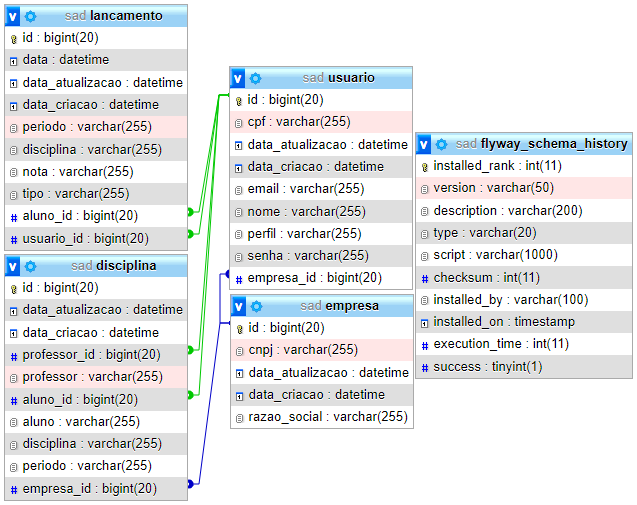 sad lancamento
id : bigint(20)
data : datetime
data_atualizacao : datetime
data_criacao : datetime
periodo : varchar(255)
disciplina : varchar(255)
nota : varchar(255)
tipo : varchar(255)
# aluno_id : bigint(20)
# usuario_id : bigint(20)
sad disciplina
id : bigint(20)
data_atualizacao : datetime
data_criacao : datetime
# professor_id : bigint(20)
professor : varchar(255)
# aluno_id : bigint(20)
aluno : varchar(255)
disciplina : varchar(255)
periodo : varchar(255)
# empresa_id : bigint(20)
sad usuario
id : bigint(20)
cpf : varchar(255)
data_atualizacao : datetime
data_criacao : datetime
email : varchar(255)
nome : varchar(255)
perfil : varchar(255)
senha : varchar(255)
# empresa_id : bigint(20)
sad empresa
id : bigint(20)
cnpj : varchar(255)
data_atualizacao : datetime
data_criacao : datetime
razao_social : varchar(255)
sad flyway_schema_history
installed_rank : int(11)
version : varchar(50)
description : varchar(200)
type : varchar(20)
script : varchar(1000)
# checksum : int(11)
installed_by : varchar(100)
installed_on : timestamp
# execution_time : int(11)
# success : tinyint(1)